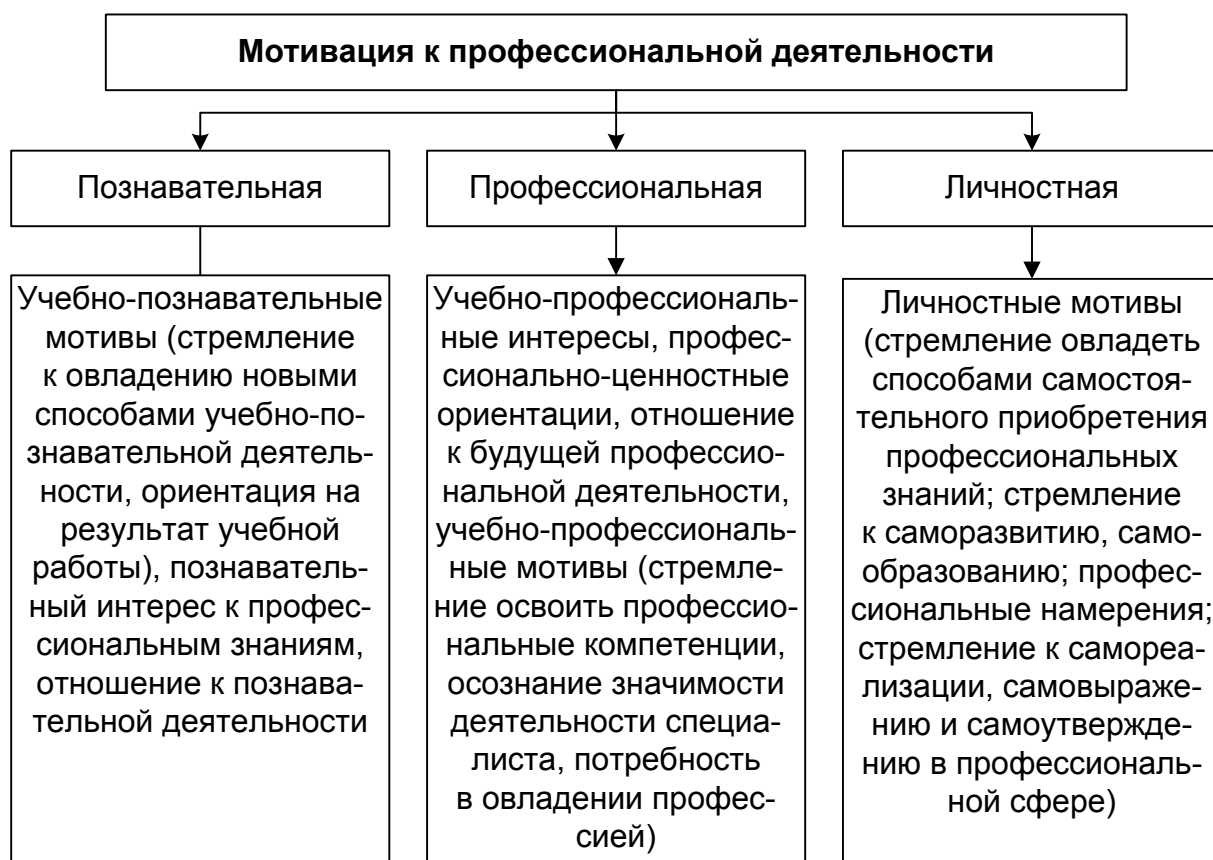 Мотивация к профессиональной деятельности
Познавательная
Профессиональная
Личностная
Учебно-познавательные
мотивы (стремление
к овладению новыми
способами учебно-по-
знавательной деятель-
ности, ориентация на
результат учебной
работы), познаватель-
ный интерес к профес-
сиональным знаниям,
отношение к познава-
тельной деятельности
Учебно-профессиональ-
ные интересы, профес-
сионально-ценностные
ориентации, отношение
к будущей профессио-
нальной деятельности,
учебно-профессиональ-
ные мотивы (стремле-
ние освоить профессио-
нальные компетенции,
осознание значимости
деятельности специа-
листа, потребность
в овладении профес-
сией)
Личностные мотивы
(стремление овладеть
способами самостоя-
тельного приобретения
профессиональных
знаний; стремление
к саморазвитию, само-
образованию; профес-
сиональные намерения;
стремление к самореа-
лизации, самовыраже-
нию и самоутвержде-
нию в профессиональ-
ной сфере)